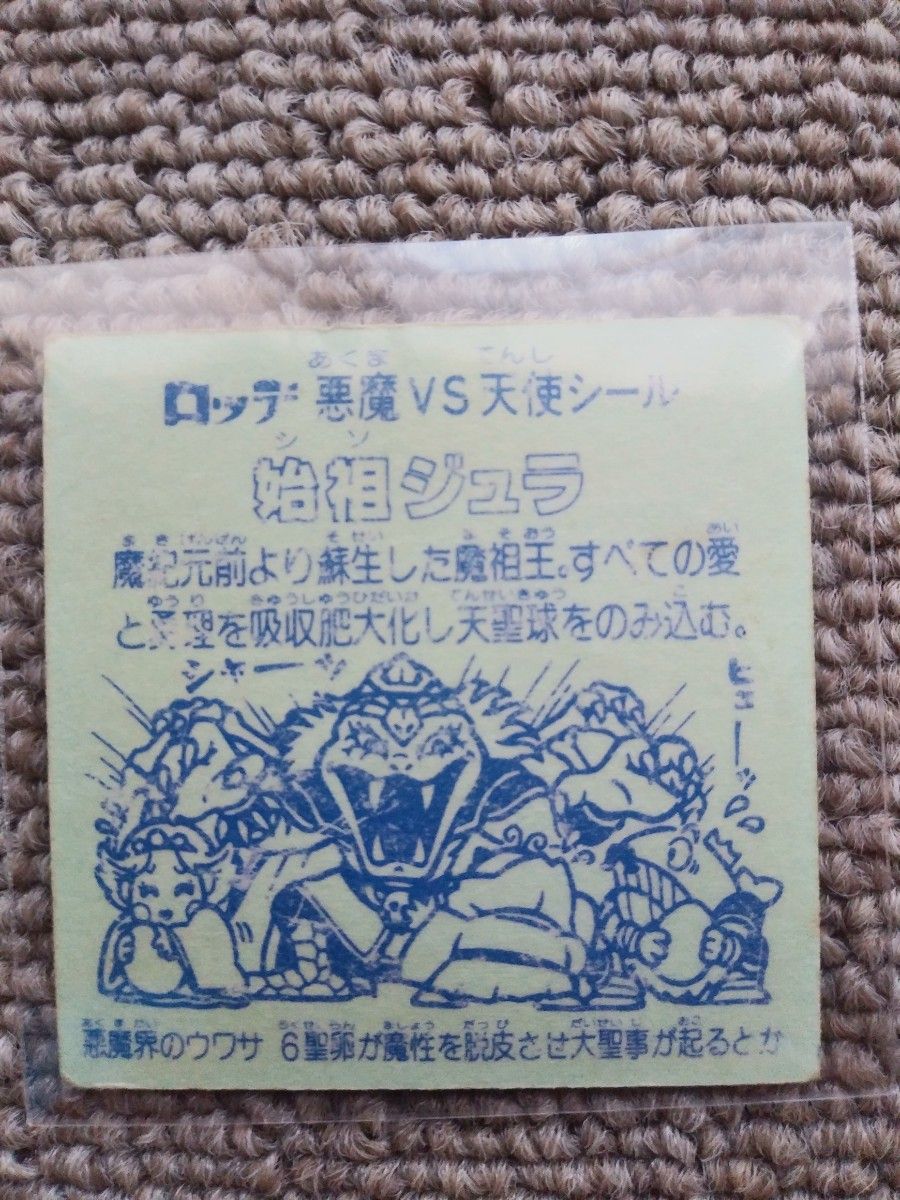 ロッテ 悪魔VS天使シール
始祖ジュラ
魔紀元前より蘇生した魔祖王。すべての愛
と勇理を吸収肥大化し天聖球をのみ込む。
ヒューーッ
悪魔界のウワサ 6聖卵が魔性を脱皮させ大聖事が起るとか